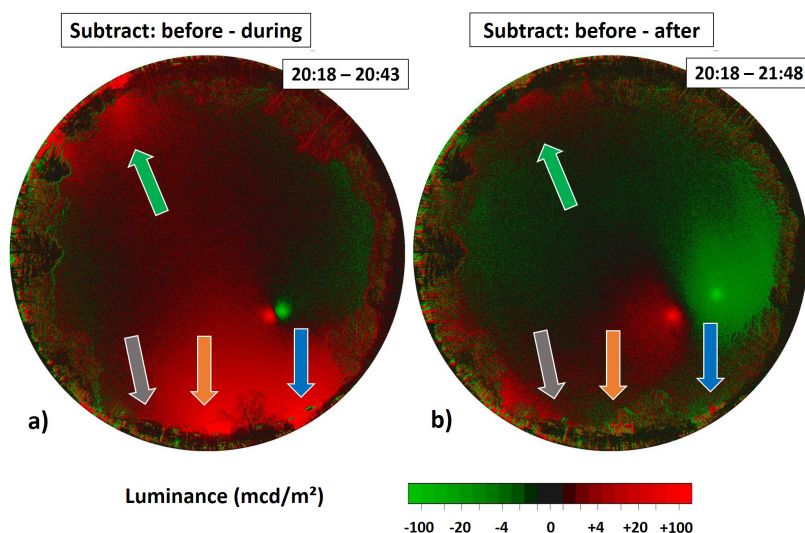 Subtract: before - during
20:18 – 20:43
Subtract: before - after
20:18 – 21:48
a)
b)
Luminance (mcd/m²)
-100 -20 -4 0 +4 +20 +100